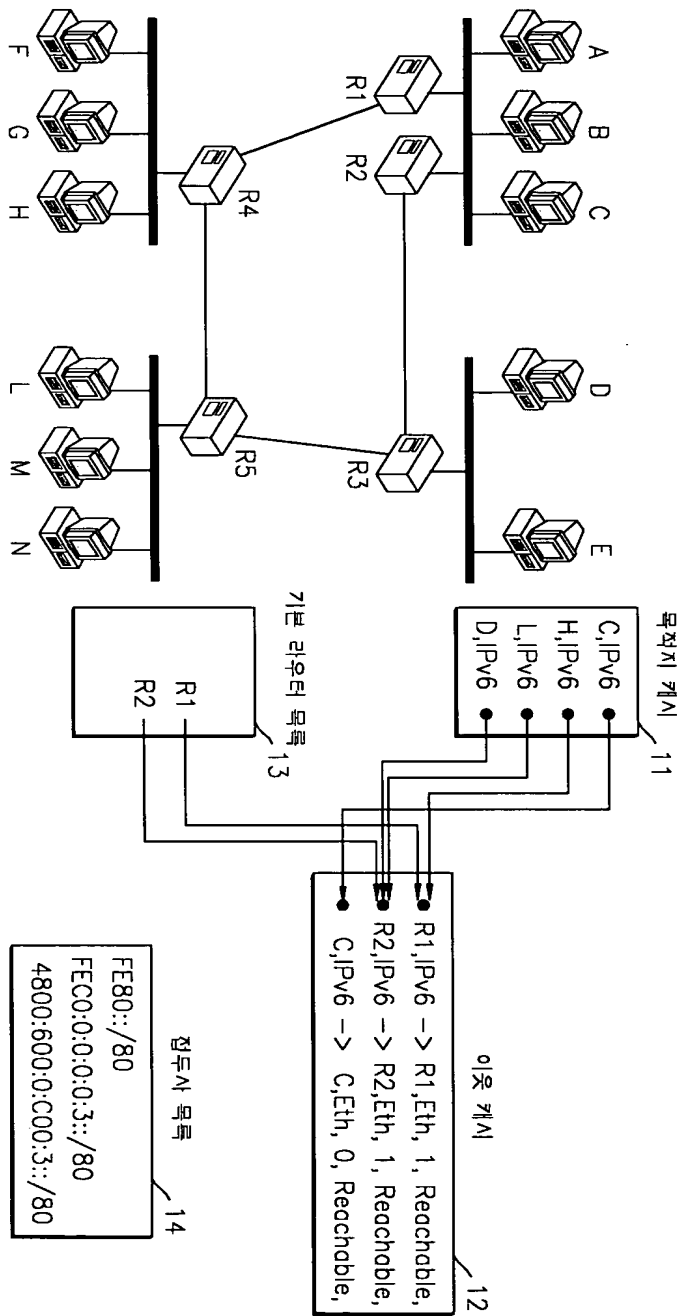 A B C D E
R1 R2 R3
R4 R5
F G H L M N
목적지 캐시
11
C,IPv6
H,IPv6
L,IPv6
D,IPv6
이웃 캐시
12
R1,IPv6 -> R1,Eth, 1, Reachable,
R2,IPv6 -> R2,Eth, 1, Reachable,
C,IPv6 -> C,Eth, 0, Reachable,
기본 라우터 목록
13
R1
R2
접두사 목록
14
FE80::/80
FEC0:0:0:0:0:3::/80
4800:600:0:C00:3::/80